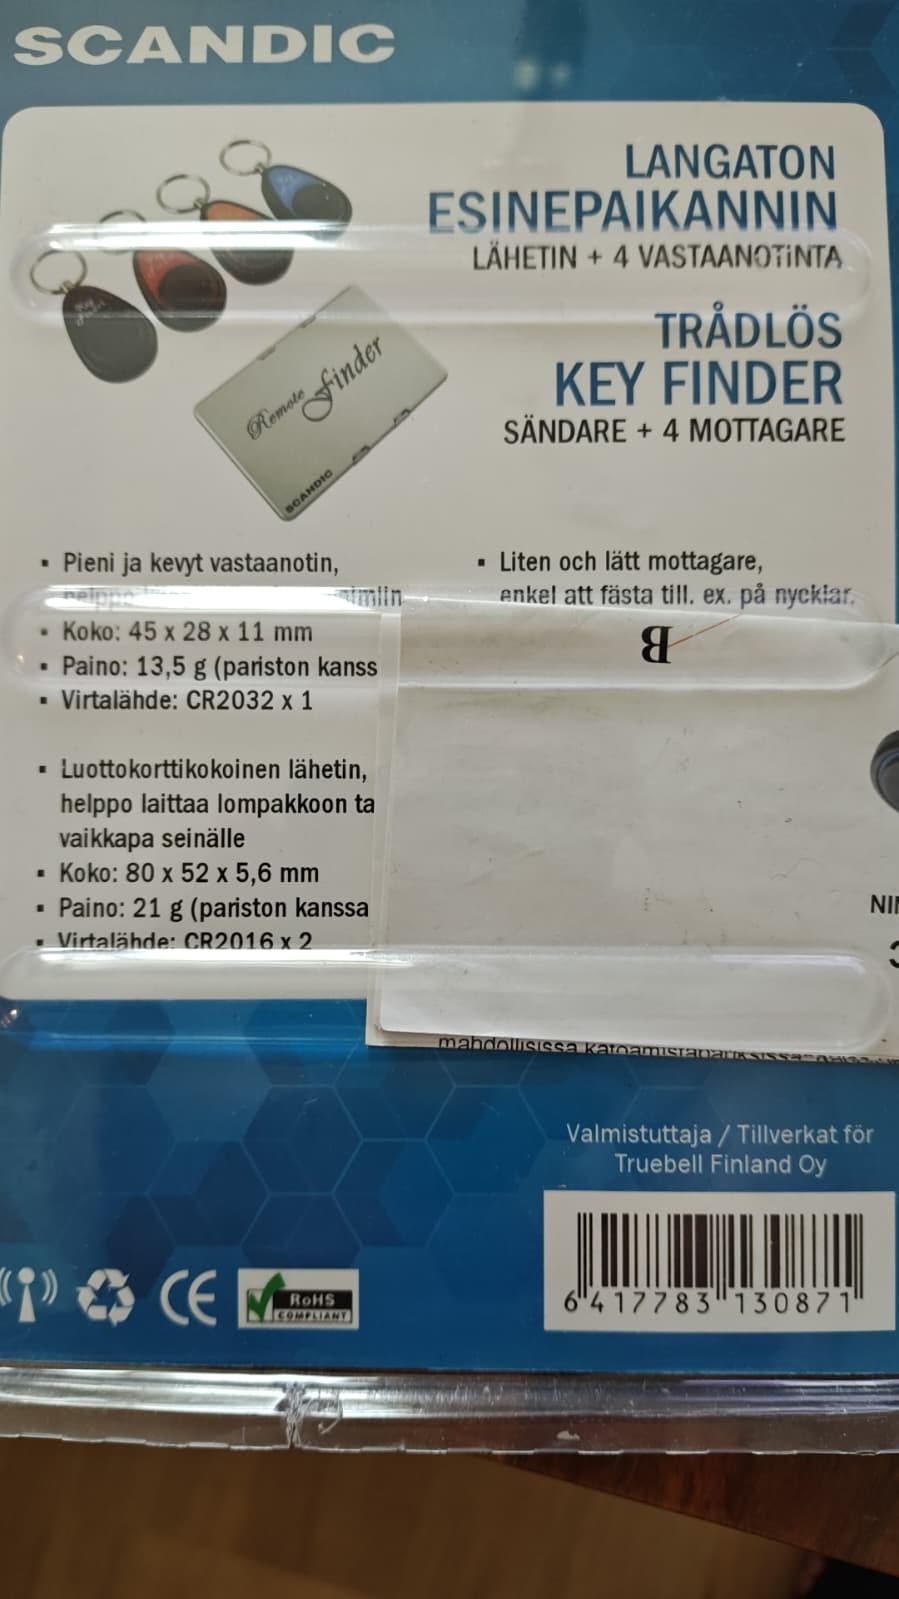 SCANDIC
LANGATON
ESINEPAIKANNIN
LÄHETIN + 4 VASTAANOTINTA
TRÅDLÖS
KEY FINDER
SÄNDARE + 4 MOTTAGARE
Remote Finder
SCANDIC
▪ Pieni ja kevyt vastaanotin,
▪ Koko: 45 x 28 x 11 mm
▪ Paino: 13,5 g (pariston kanss
▪ Virtalähde: CR2032 x 1
▪ Luottokorttikokoinen lähetin,
helppo laittaa lompakkoon ta
vaikkapa seinälle
▪ Koko: 80 x 52 x 5,6 mm
▪ Paino: 21 g (pariston kanssa
▪ Virtalähde: CR2016 x 2
▪ Liten och lätt mottagare,
enkel att fästa till. ex. på nycklar.
B
mahdollisissa katoamistapauksissa
Valmistuttaja / Tillverkat för
Truebell Finland Oy
CE
RoHS
COMPLIANT
6 417783 130871